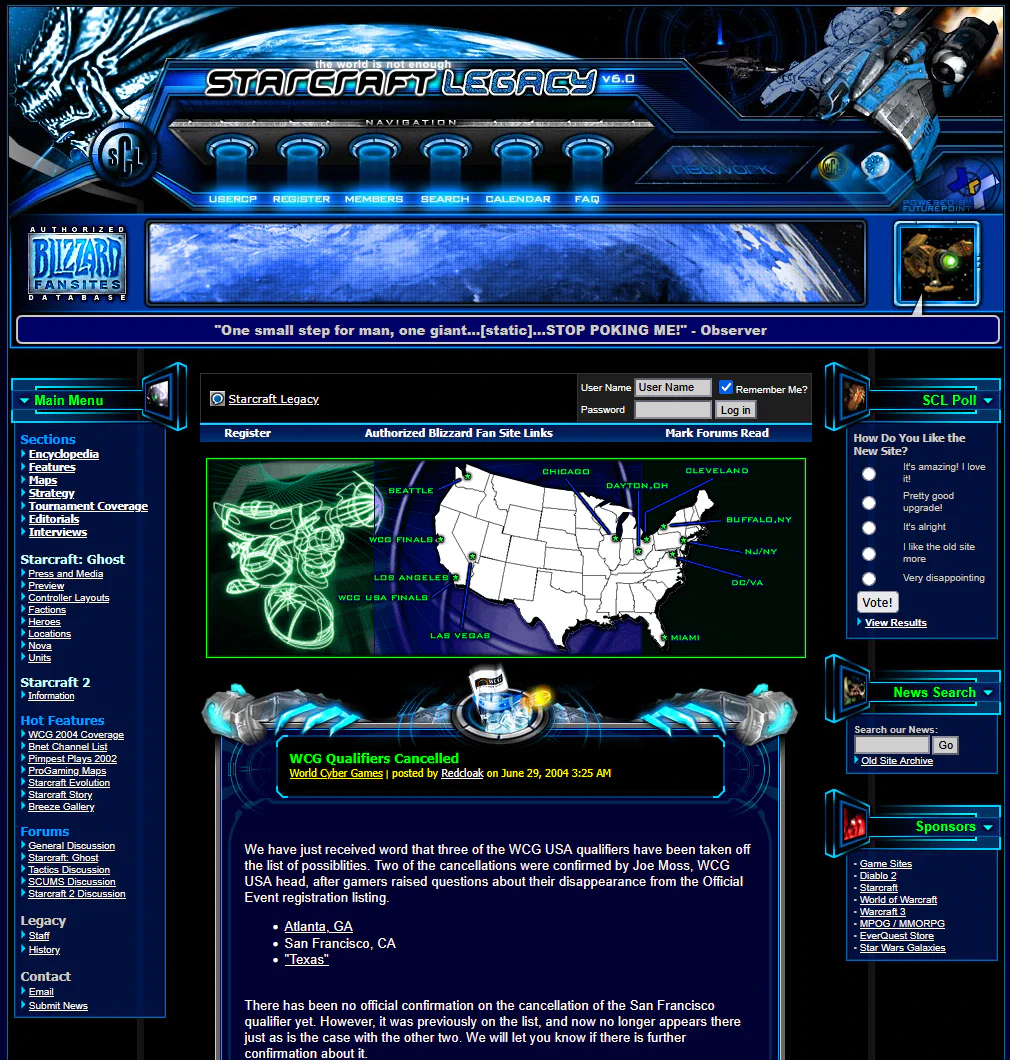 the world is not enough
STARCRAFT LEGACY v6.0
NAVIGATION
SCL
network
USERCP REGISTER MEMBERS SEARCH CALENDAR FAQ
POWERED BY
FUTUREPOINT
AUTHORIZED
BLIZZARD
FANSITES
DATABASE
"One small step for man, one giant...[static]...STOP POKING ME!" - Observer
Main Menu
Sections
Encyclopedia
Features
Maps
Strategy
Tournament Coverage
Editorials
Interviews
Starcraft: Ghost
Press and Media
Preview
Controller Layouts
Factions
Heroes
Locations
Nova
Units
Starcraft 2
Information
Hot Features
WCG 2004 Coverage
Bnet Channel List
Pimpest Plays 2002
ProGaming Maps
Starcraft Evolution
Starcraft Story
Breeze Gallery
Forums
General Discussion
Starcraft: Ghost
Tactics Discussion
SCUMS Discussion
Starcraft 2 Discussion
Legacy
Staff
History
Contact
Email
Submit News
Starcraft Legacy
User Name User Name Remember Me?
Password Log in
Register Authorized Blizzard Fan Site Links Mark Forums Read
SEATTLE
CHICAGO
CLEVELAND
DAYTON,OH
BUFFALO,NY
WCG FINALS
NJ/NY
LOS ANGELES
DC/VA
WCG USA FINALS
LAS VEGAS
MIAMI
WCG Qualifiers Cancelled
World Cyber Games | posted by Redcloak on June 29, 2004 3:25 AM
We have just received word that three of the WCG USA qualifiers have been taken off
the list of possiblities. Two of the cancellations were confirmed by Joe Moss, WCG
USA head, after gamers raised questions about their disappearance from the Official
Event registration listing.
• Atlanta, GA
• San Francisco, CA
• "Texas"
There has been no official confirmation on the cancellation of the San Francisco
qualifier yet. However, it was previously on the list, and now no longer appears there
just as is the case with the other two. We will let you know if there is further
confirmation about it.
SCL Poll
How Do You Like the
New Site?
It's amazing! I love
it!
Pretty good
upgrade!
It's alright
I like the old site
more
Very disappointing
Vote!
View Results
News Search
Search our News:
Go
Old Site Archive
Sponsors
- Game Sites
- Diablo 2
- Starcraft
- World of Warcraft
- Warcraft 3
- MPOG / MMORPG
- EverQuest Store
- Star Wars Galaxies